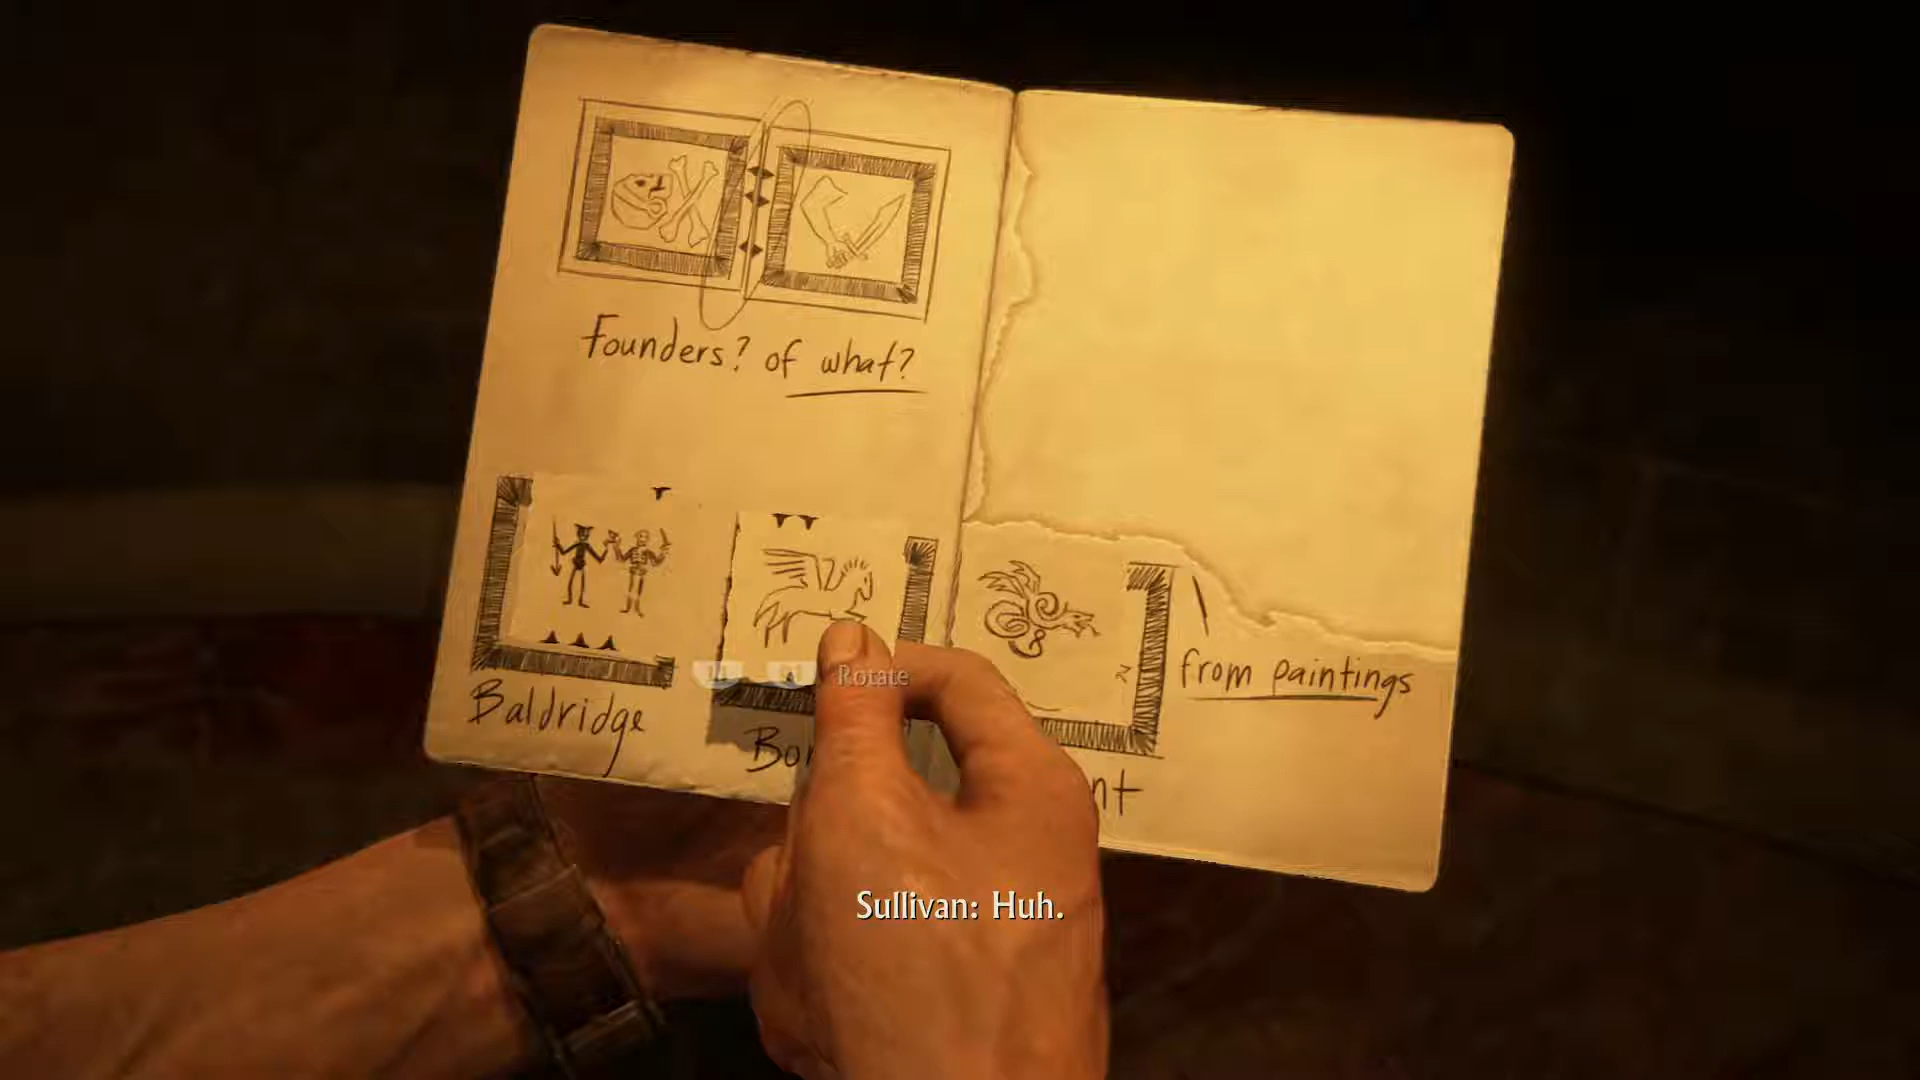 Founders? of what?
from paintings
Baldridge
Rotate
Sullivan: Huh.